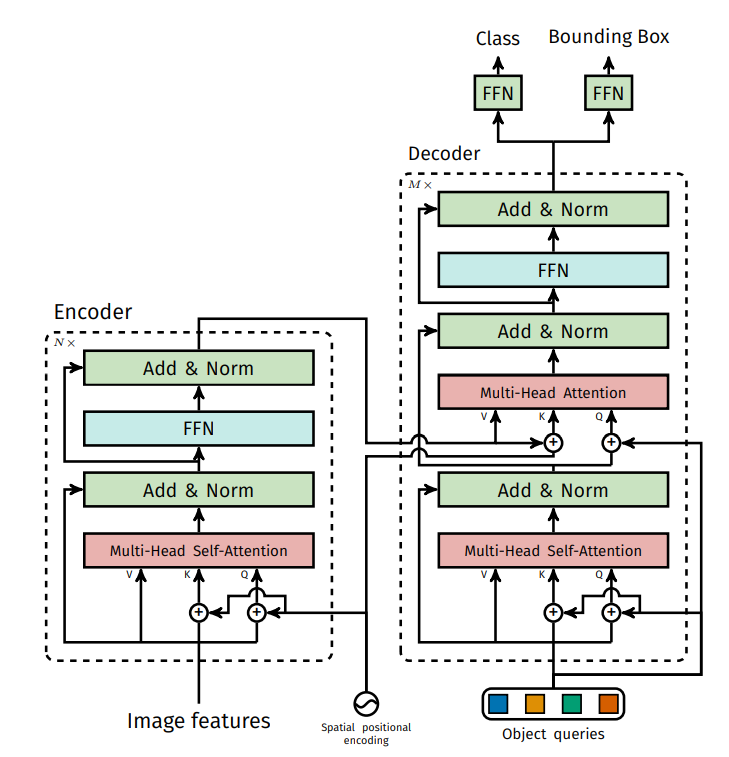 Class
Bounding Box
FFN
FFN
Decoder
M×
Add & Norm
FFN
Add & Norm
Multi-Head Attention
V
K
Q
+
+
Add & Norm
Multi-Head Self-Attention
V
K
Q
+
+
Encoder
N×
Add & Norm
FFN
Add & Norm
Multi-Head Self-Attention
V
K
Q
+
+
Image features
Spatial positional
encoding
Object queries